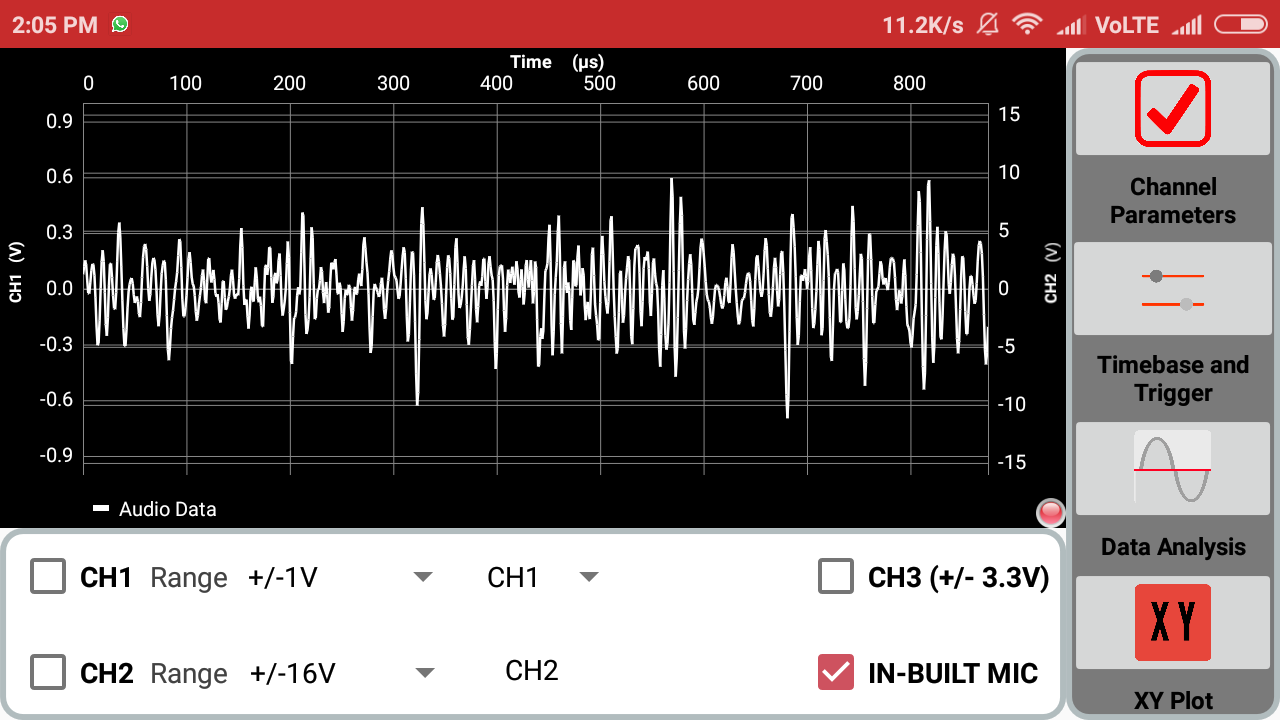 2:05 PM 11.2K/s VoLTE
Time (µs)
0 100 200 300 400 500 600 700 800
CH1 (V)
0.9
0.6
0.3
0.0
-0.3
-0.6
-0.9
15
10
5
0
-5
-10
-15
CH2 (V)
Audio Data
CH1 Range +/-1V CH1 CH3 (+/- 3.3V)
CH2 Range +/-16V CH2 IN-BUILT MIC
Channel
Parameters
Timebase and
Trigger
Data Analysis
XY
XY Plot